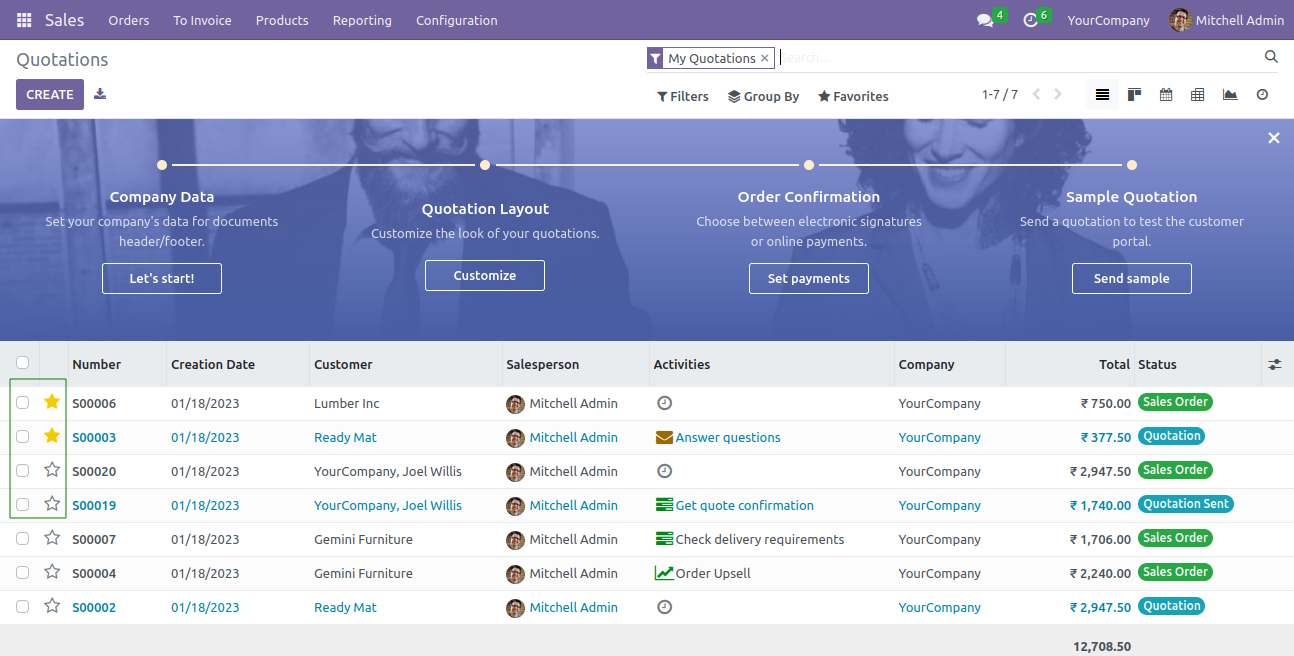 Sales Orders To Invoice Products Reporting Configuration 4 6 YourCompany Mitchell Admin
Quotations My Quotations × Search...
CREATE Filters Group By Favorites 1-7 / 7
×
Company Data
Set your company's data for documents
header/footer.
Let's start!
Quotation Layout
Customize the look of your quotations.
Customize
Order Confirmation
Choose between electronic signatures
or online payments.
Set payments
Sample Quotation
Send a quotation to test the customer
portal.
Send sample
Number Creation Date Customer Salesperson Activities Company Total Status
S00006 01/18/2023 Lumber Inc Mitchell Admin YourCompany ₹ 750.00 Sales Order
S00003 01/18/2023 Ready Mat Mitchell Admin Answer questions YourCompany ₹ 377.50 Quotation
S00020 01/18/2023 YourCompany, Joel Willis Mitchell Admin YourCompany ₹ 2,947.50 Sales Order
S00019 01/18/2023 YourCompany, Joel Willis Mitchell Admin Get quote confirmation YourCompany ₹ 1,740.00 Quotation Sent
S00007 01/18/2023 Gemini Furniture Mitchell Admin Check delivery requirements YourCompany ₹ 1,706.00 Sales Order
S00004 01/18/2023 Gemini Furniture Mitchell Admin Order Upsell YourCompany ₹ 2,240.00 Sales Order
S00002 01/18/2023 Ready Mat Mitchell Admin YourCompany ₹ 2,947.50 Quotation
12,708.50